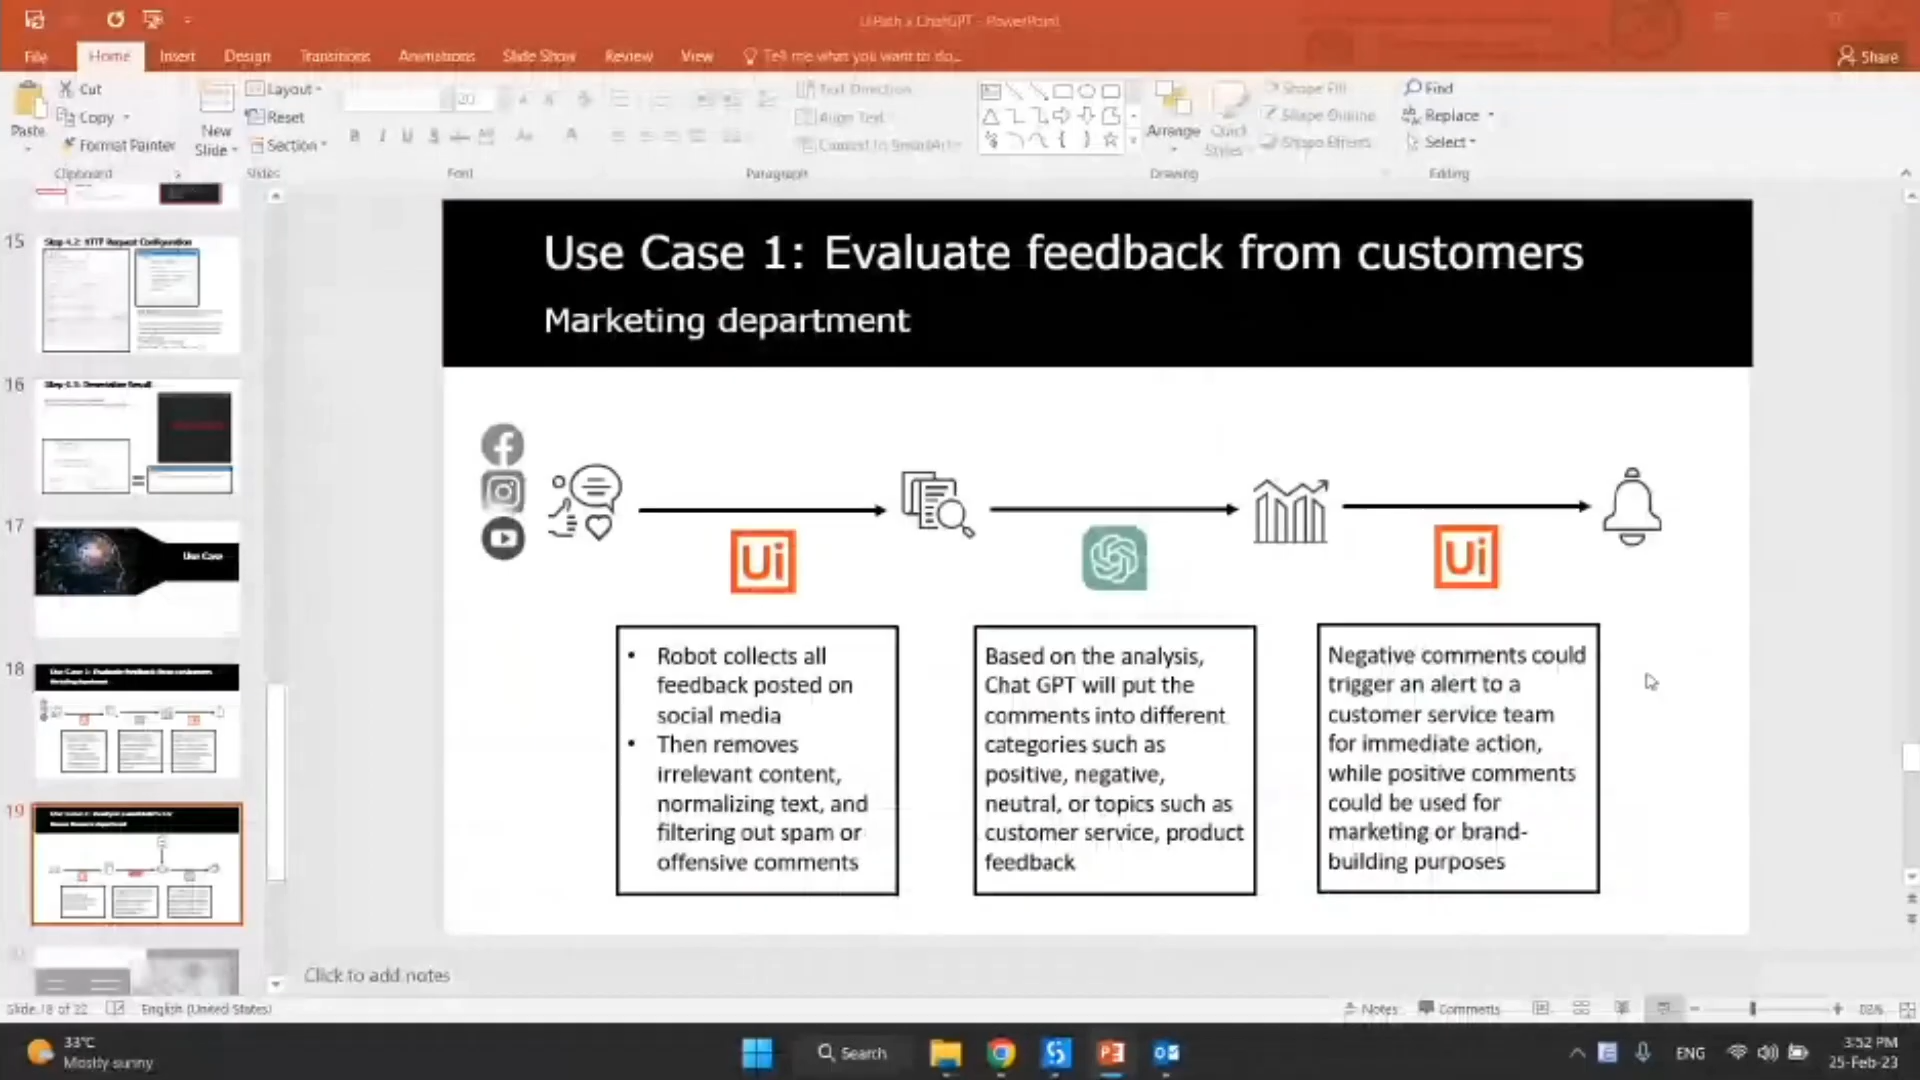 UiPath x ChatGPT - PowerPoint
File Home Insert Design Transitions Animations Slide Show Review View Tell me what you want to do... Share
Paste
Cut
Copy
Format Painter
Clipboard
New
Slide
Layout
Reset
Section
Slides
20
Font
Text Direction
Align Text
Convert to SmartArt
Paragraph
Arrange
Quick
Styles
Shape Fill
Shape Outline
Shape Effects
Drawing
Find
Replace
Select
Editing
15
Step 4.2: HTTP Request Configuration
16
17
Use Case
18
Use Case 1: Evaluate feedback from customers
Marketing department
19
Use Case 1: Evaluate feedback from customers
Marketing department
Ui
Ui
• Robot collects all
feedback posted on
social media
• Then removes
irrelevant content,
normalizing text, and
filtering out spam or
offensive comments
Based on the analysis,
Chat GPT will put the
comments into different
categories such as
positive, negative,
neutral, or topics such as
customer service, product
feedback
Negative comments could
trigger an alert to a
customer service team
for immediate action,
while positive comments
could be used for
marketing or brand-
building purposes
Click to add notes
Slide 18 of 22 English (United States) Notes Comments
33°C
Mostly sunny
Search
ENG
3:52 PM
25-Feb-23